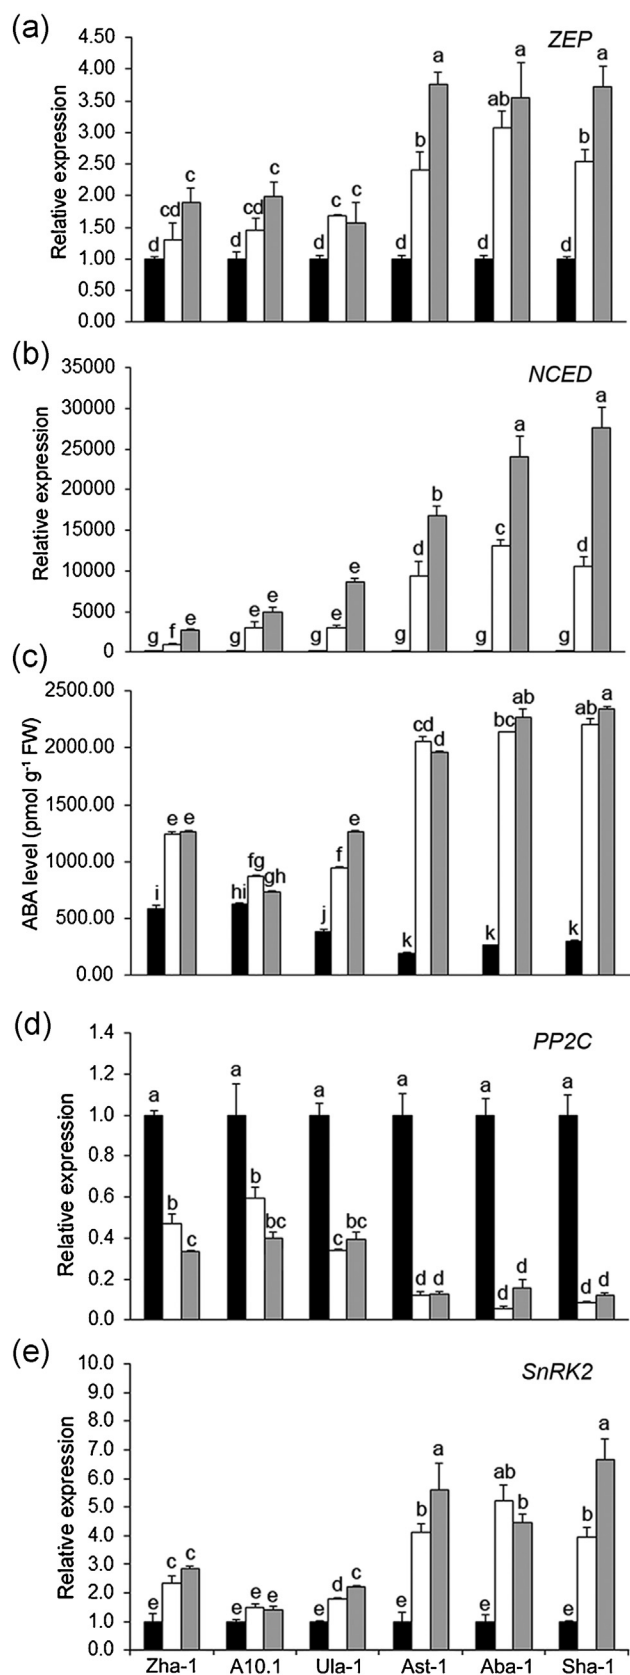 (a)
ZEP
Relative expression
4.50
4.00
3.50
3.00
2.50
2.00
1.50
1.00
0.50
0.00
d cd c d cd c d c c d b a d ab a d b a
(b)
NCED
Relative expression
35000
30000
25000
20000
15000
10000
5000
0
g f e g e e g e e g d b g c a g d a
(c)
ABA level (pmol g⁻¹ FW)
2500.00
2000.00
1500.00
1000.00
500.00
0.00
i e e hi fg gh j f e k cd d k bc ab k ab a
(d)
PP2C
Relative expression
1.4
1.2
1.0
0.8
0.6
0.4
0.2
0.0
a b c a b bc a c bc a d d a d d a d d
(e)
SnRK2
Relative expression
10.0
9.0
8.0
7.0
6.0
5.0
4.0
3.0
2.0
1.0
0.0
e c c e e e e d c e b a e ab b e b a
Zha-1 A10.1 Ula-1 Ast-1 Aba-1 Sha-1